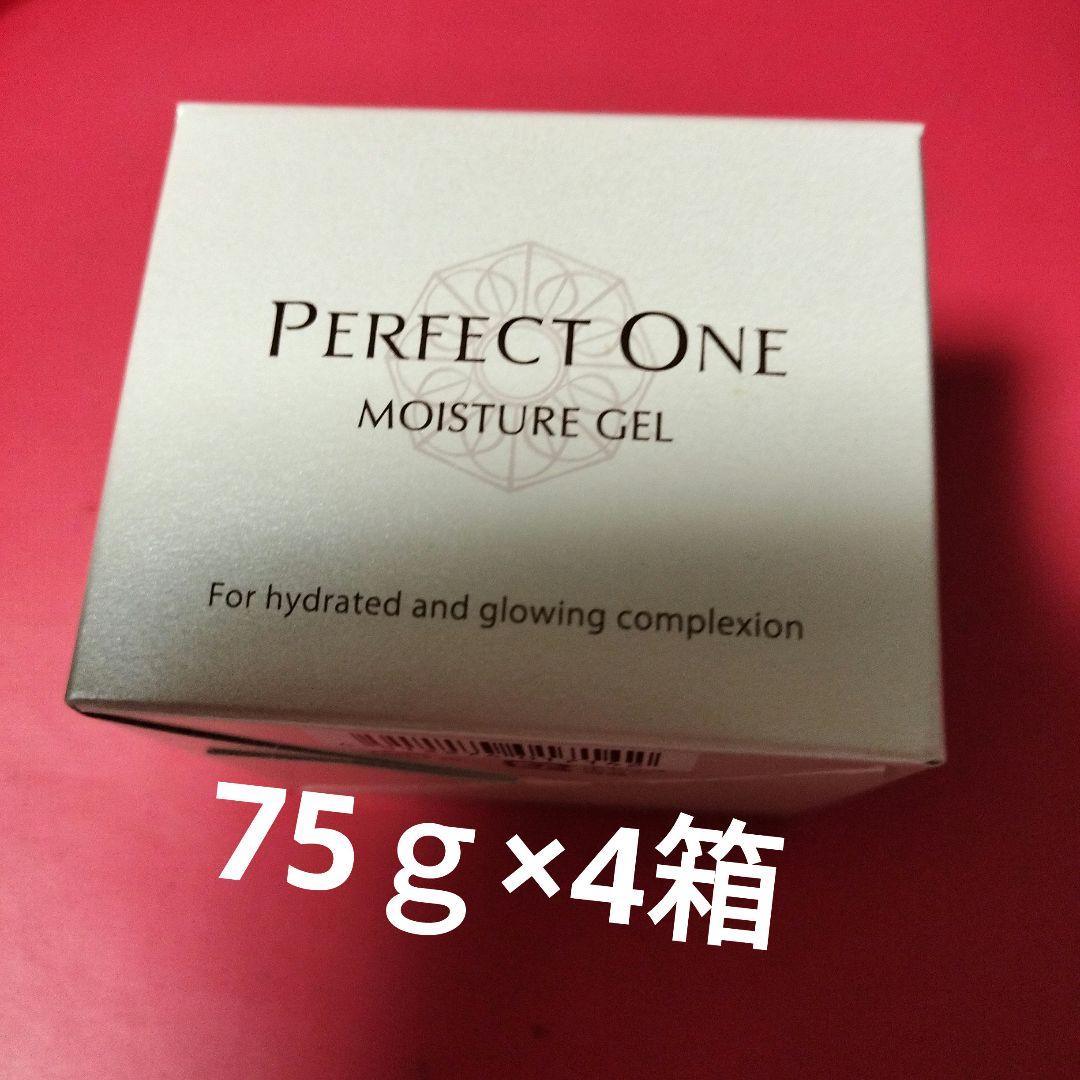 PERFECT ONE
MOISTURE GEL
For hydrated and glowing complexion
75g×4箱